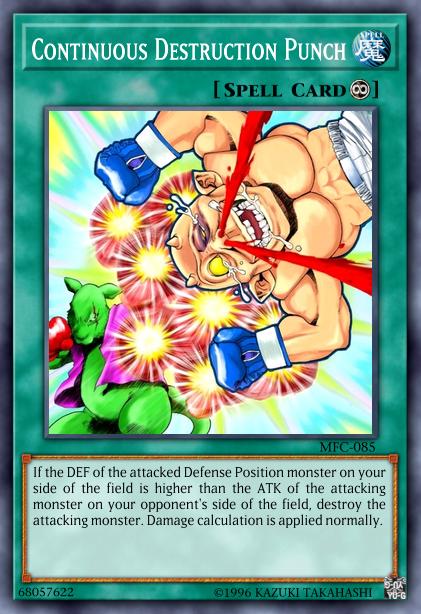 CONTINUOUS DESTRUCTION PUNCH
SPELL
魔
[SPELL CARD]
MFC-085
If the DEF of the attacked Defense Position monster on your
side of the field is higher than the ATK of the attacking
monster on your opponent's side of the field, destroy the
attacking monster. Damage calculation is applied normally.
68057622
©1996 KAZUKI TAKAHASHI